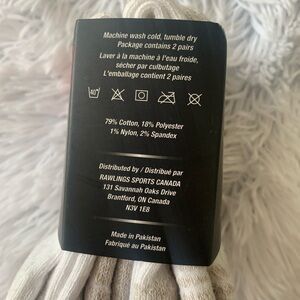 Machine wash cold, tumble dry
Package contains 2 pairs
Laver à la machine à l'eau froide,
sécher par culbutage
L'emballage contient 2 paires
40°
79% Cotton, 18% Polyester
1% Nylon, 2% Spandex
Distributed by / Distribué par
RAWLINGS SPORTS CANADA
131 Savannah Oaks Drive
Brantford, ON Canada
N3V 1E8
Made in Pakistan
Fabriqué au Pakistan